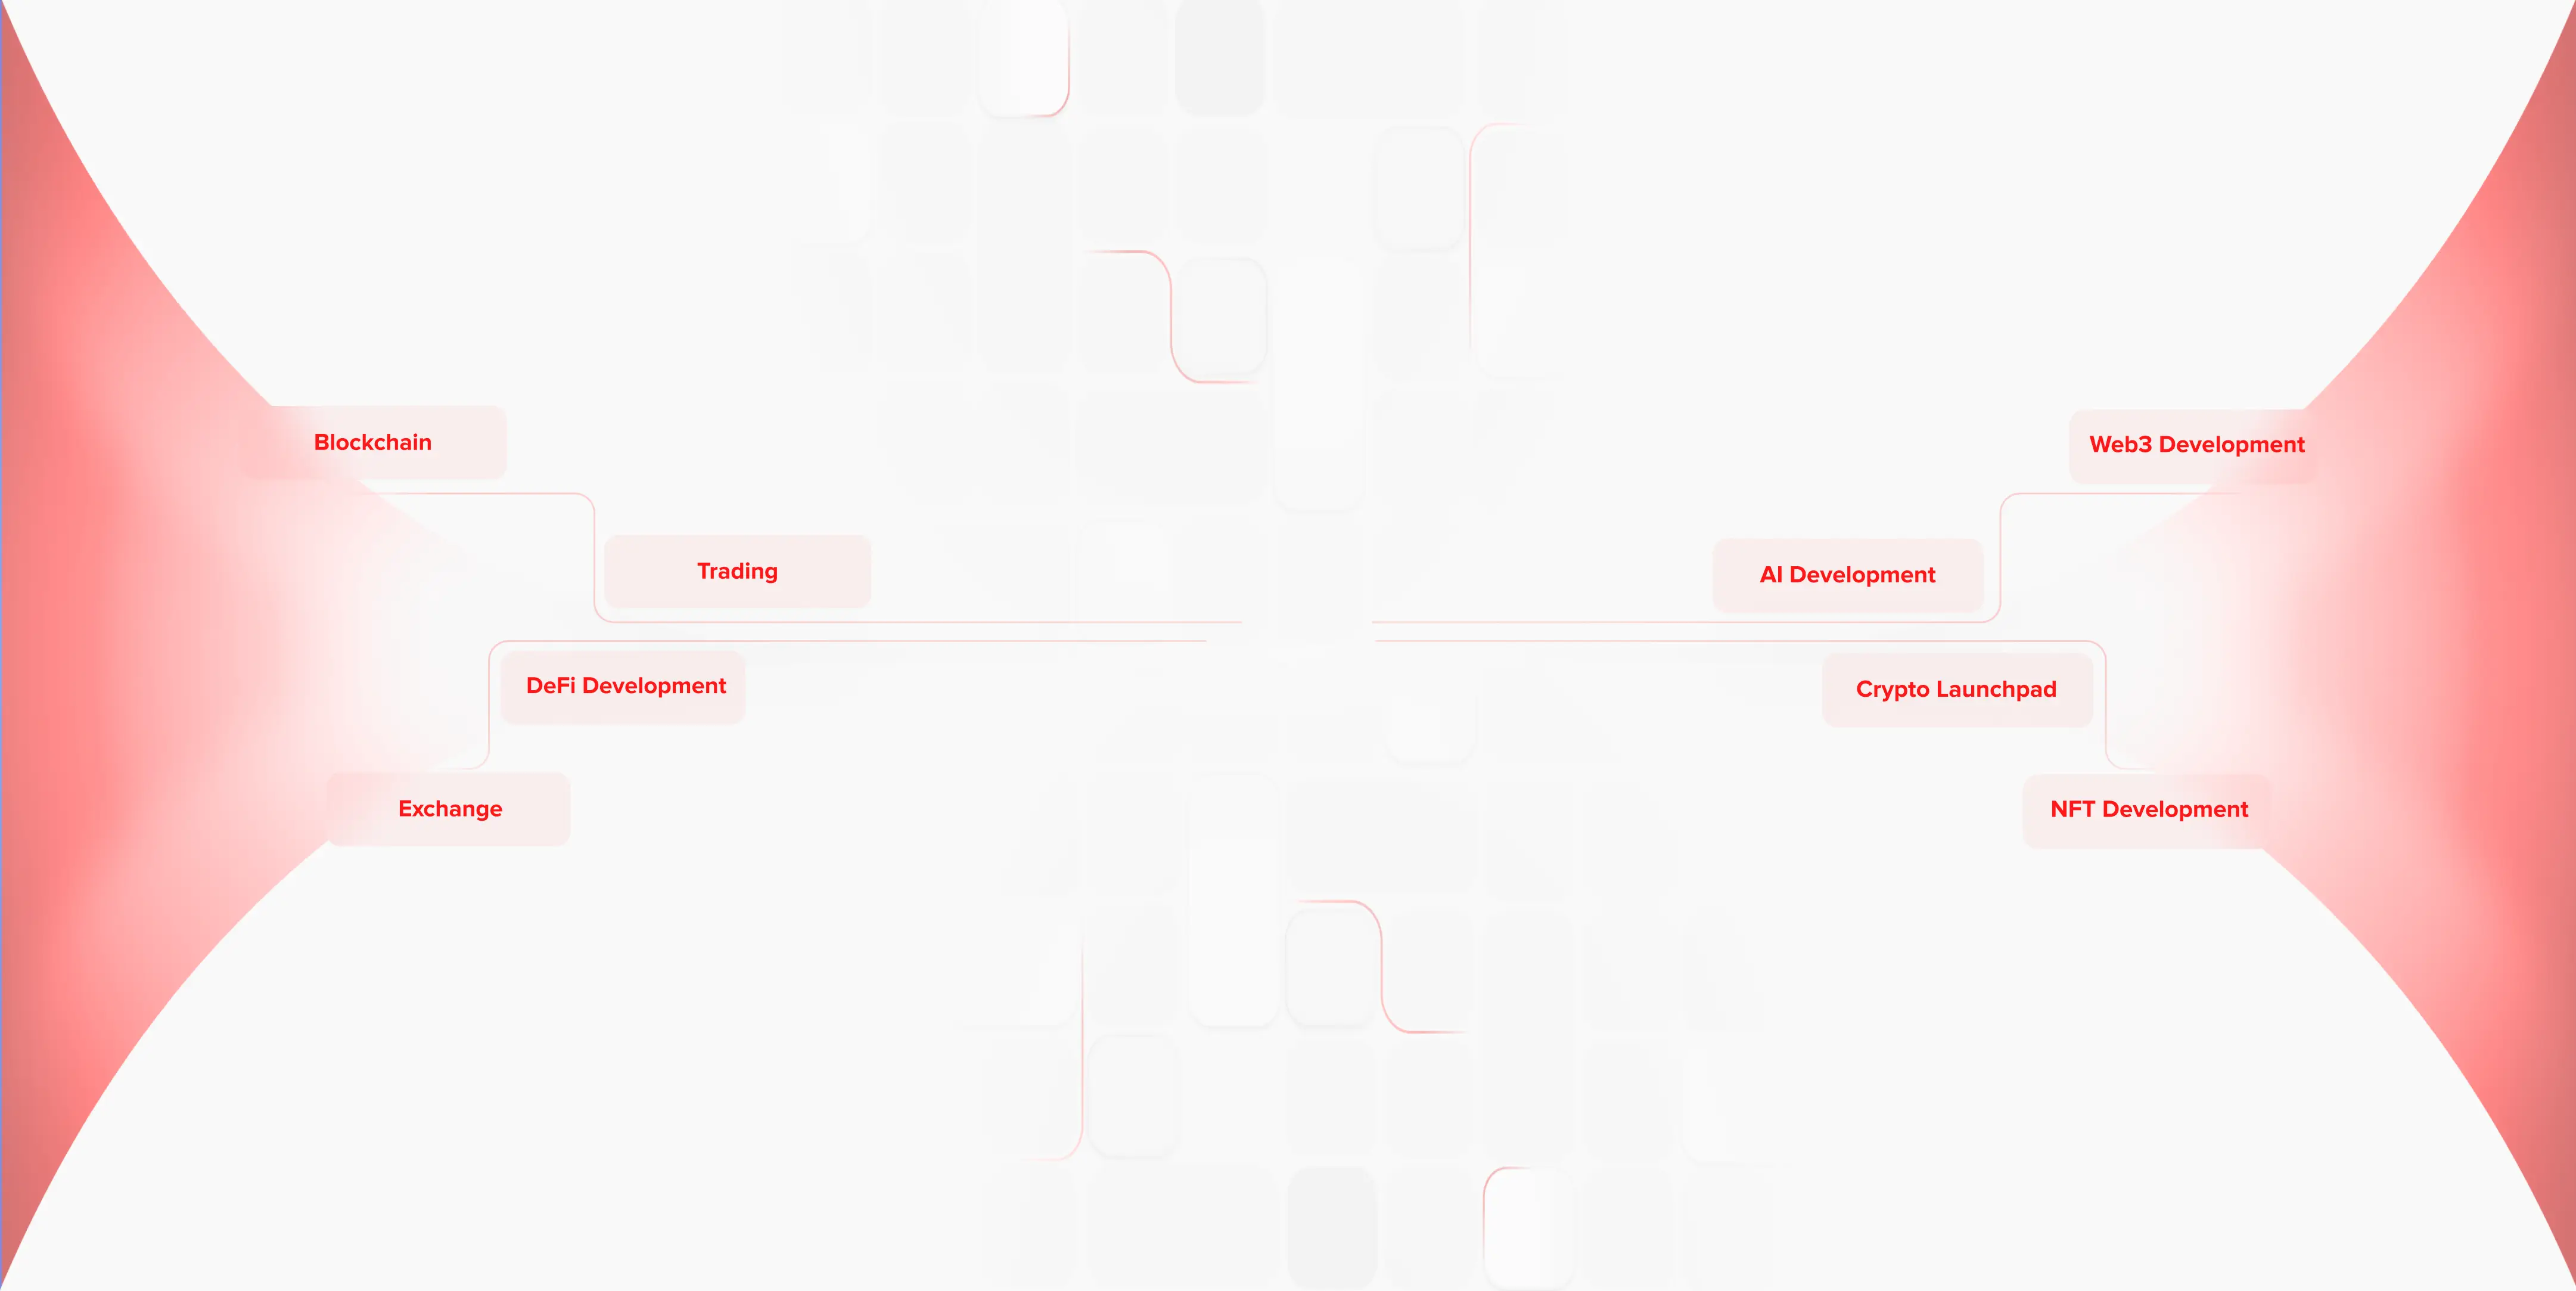 Blockchain
Trading
DeFi Development
Exchange
Web3 Development
AI Development
Crypto Launchpad
NFT Development